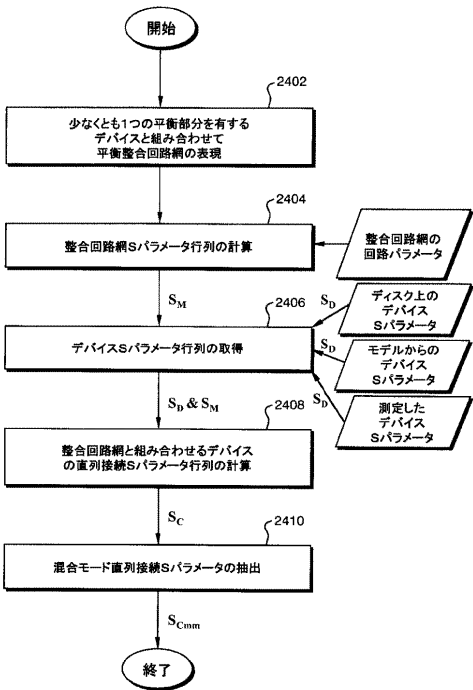 開始
2402
少なくとも1つの平衡部分を有する
デバイスと組み合わせて
平衡整合回路網の表現
2404
整合回路網Sパラメータ行列の計算
整合回路網の
回路パラメータ
S_M
2406
デバイスSパラメータ行列の取得
S_D
ディスク上の
デバイス
Sパラメータ
S_D
モデルからの
デバイス
Sパラメータ
S_D
測定した
デバイス
Sパラメータ
S_D & S_M
2408
整合回路網と組み合わせるデバイス
の直列接続Sパラメータ行列の計算
S_C
2410
混合モード直列接続Sパラメータの抽出
S_Cmm
終了